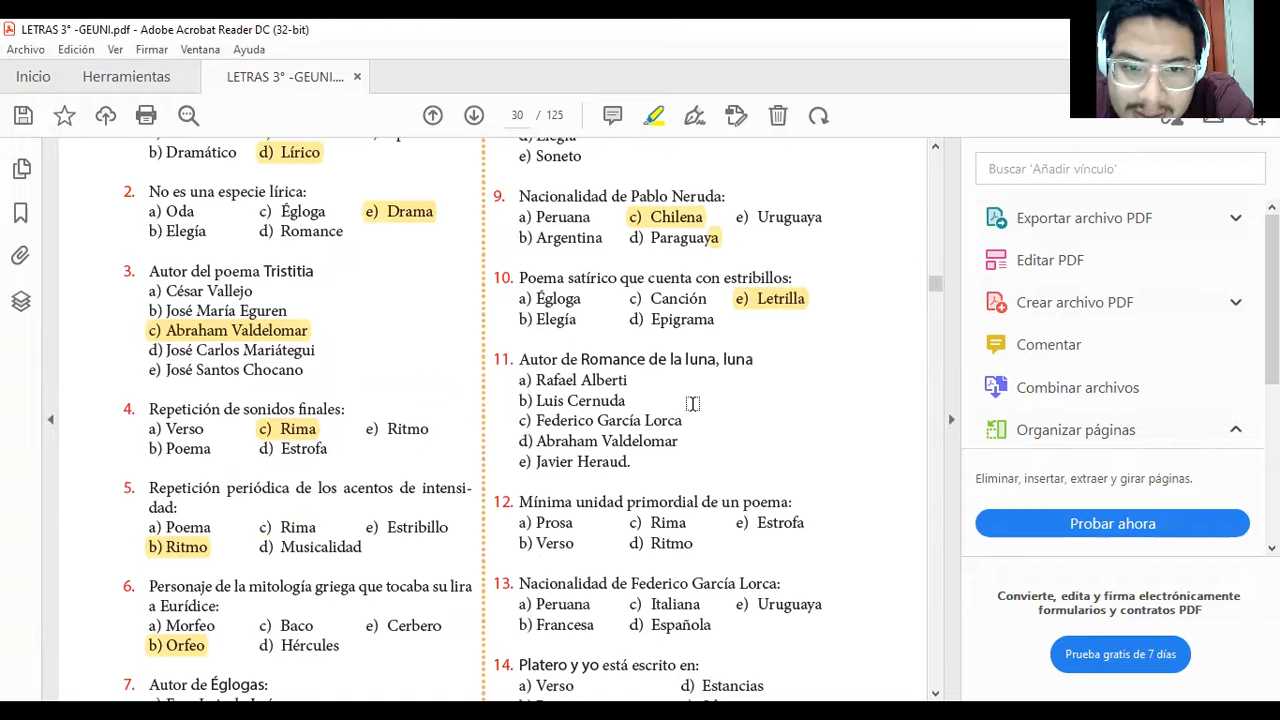 LETRAS 3° -GEUNI.pdf - Adobe Acrobat Reader DC (32-bit)
Archivo Edición Ver Firmar Ventana Ayuda
Inicio Herramientas LETRAS 3° -GEUNI.... ×
30 / 125
b) Dramático d) Lírico
2. No es una especie lírica:
a) Oda c) Égloga e) Drama
b) Elegía d) Romance
3. Autor del poema Tristitia
a) César Vallejo
b) José María Eguren
c) Abraham Valdelomar
d) José Carlos Mariátegui
e) José Santos Chocano
4. Repetición de sonidos finales:
a) Verso c) Rima e) Ritmo
b) Poema d) Estrofa
5. Repetición periódica de los acentos de intensi-
dad:
a) Poema c) Rima e) Estribillo
b) Ritmo d) Musicalidad
6. Personaje de la mitología griega que tocaba su lira
a Eurídice:
a) Morfeo c) Baco e) Cerbero
b) Orfeo d) Hércules
7. Autor de Églogas:
d) Elegía
e) Soneto
9. Nacionalidad de Pablo Neruda:
a) Peruana c) Chilena e) Uruguaya
b) Argentina d) Paraguaya
10. Poema satírico que cuenta con estribillos:
a) Égloga c) Canción e) Letrilla
b) Elegía d) Epigrama
11. Autor de Romance de la luna, luna
a) Rafael Alberti
b) Luis Cernuda
c) Federico García Lorca
d) Abraham Valdelomar
e) Javier Heraud.
12. Mínima unidad primordial de un poema:
a) Prosa c) Rima e) Estrofa
b) Verso d) Ritmo
13. Nacionalidad de Federico García Lorca:
a) Peruana c) Italiana e) Uruguaya
b) Francesa d) Española
14. Platero y yo está escrito en:
a) Verso d) Estancias
Buscar 'Añadir vínculo'
Exportar archivo PDF
Editar PDF
Crear archivo PDF
Comentar
Combinar archivos
Organizar páginas
Eliminar, insertar, extraer y girar páginas.
Probar ahora
Convierte, edita y firma electrónicamente
formularios y contratos PDF
Prueba gratis de 7 días